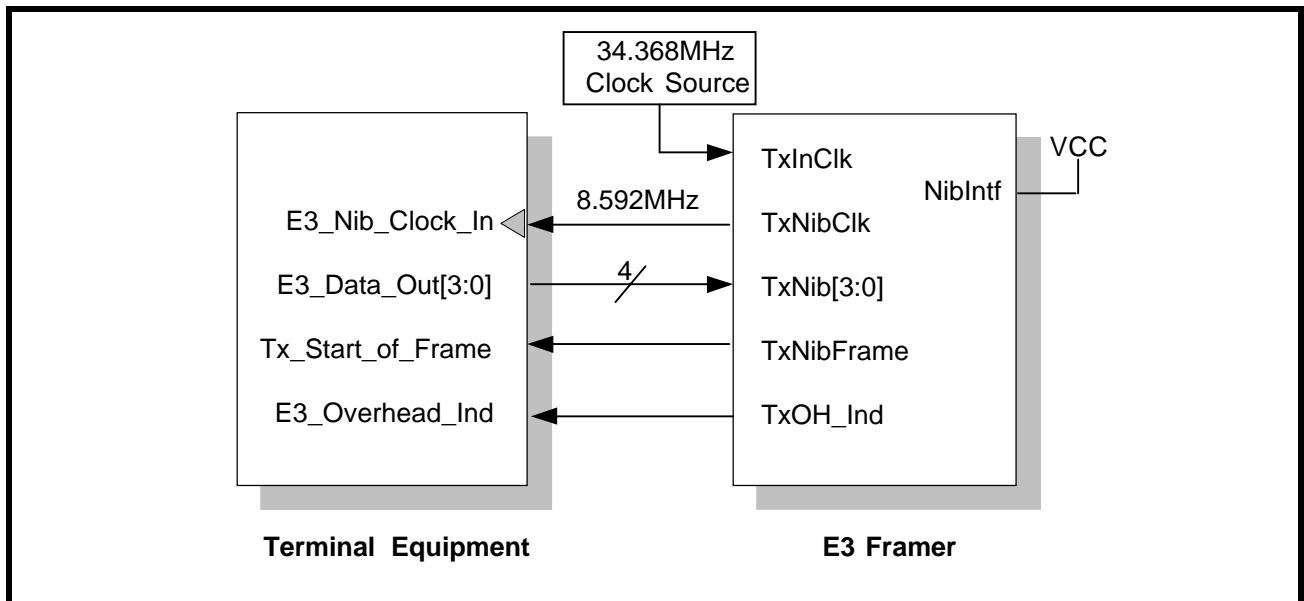 34.368MHz
Clock Source
TxInClk
VCC
NibIntf
8.592MHz
E3_Nib_Clock_In
TxNibClk
4
E3_Data_Out[3:0]
TxNib[3:0]
Tx_Start_of_Frame
TxNibFrame
E3_Overhead_Ind
TxOH_Ind
Terminal Equipment
E3 Framer